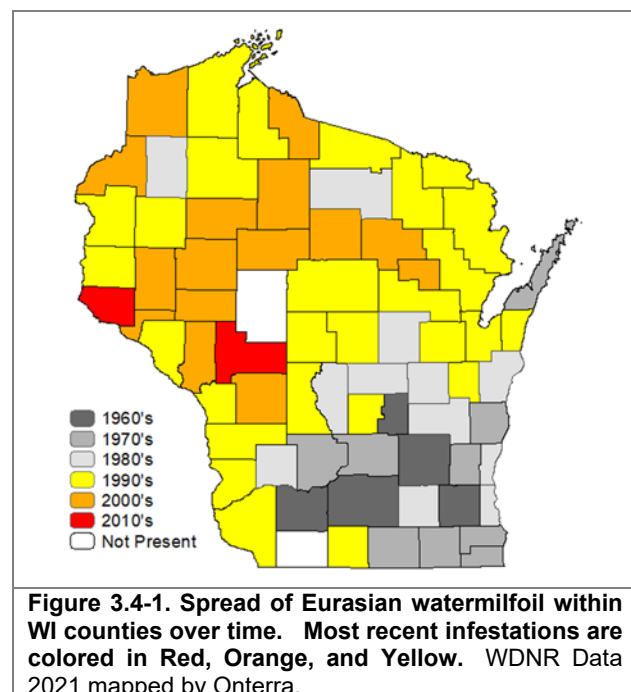 1960's
1970's
1980's
1990's
2000's
2010's
Not Present
Figure 3.4-1. Spread of Eurasian watermilfoil within
WI counties over time. Most recent infestations are
colored in Red, Orange, and Yellow. WDNR Data
2021 mapped by Onterra.